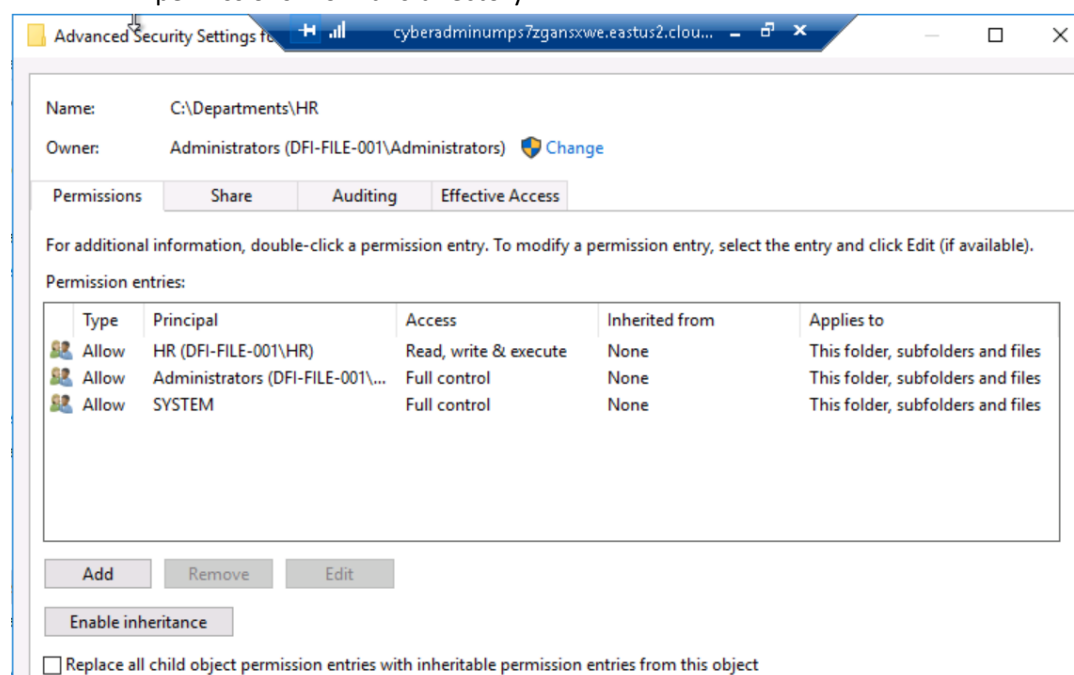 Advanced Security Settings fo
cyberadminumps7zgansxwe.eastus2.clou...
Name: C:\Departments\HR
Owner: Administrators (DFI-FILE-001\Administrators) Change
Permissions Share Auditing Effective Access
For additional information, double-click a permission entry. To modify a permission entry, select the entry and click Edit (if available).
Permission entries:
Type Principal Access Inherited from Applies to
Allow HR (DFI-FILE-001\HR) Read, write & execute None This folder, subfolders and files
Allow Administrators (DFI-FILE-001\... Full control None This folder, subfolders and files
Allow SYSTEM Full control None This folder, subfolders and files
Add Remove Edit
Enable inheritance
Replace all child object permission entries with inheritable permission entries from this object